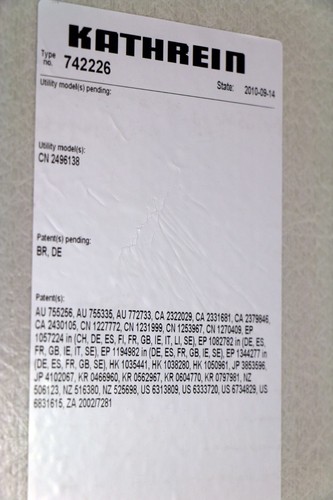 KATHREIN
Type no. 742226
State: 2010-09-14
Utility model(s) pending:
Utility model(s):
CN 2496138
Patent(s) pending:
BR, DE
Patent(s):
AU 755256, AU 755335, AU 772733, CA 2322029, CA 2331681, CA 2379846,
CA 2430105, CN 1227772, CN 1231999, CN 1253967, CN 1270409, EP
1057224 in (CH, DE, ES, FI, FR, GB, IE, IT, LI, SE), EP 1082782 in (DE, ES,
FR, GB, IE, IT, SE), EP 1194982 in (DE, ES, FR, GB, IE, SE), EP 1344277 in
(DE, ES, FR, GB, SE), HK 1035441, HK 1038280, HK 1050961, JP 3853596,
JP 4102067, KR 0466960, KR 0562967, KR 0604770, KR 0797981, NZ
506123, NZ 516380, NZ 525698, US 6313809, US 6333720, US 6734829, US
6831615, ZA 2002/7281